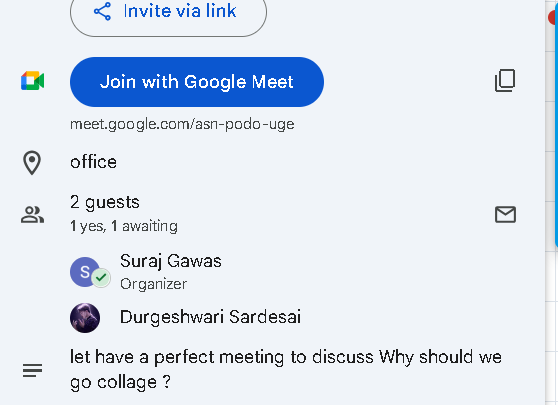 Invite via link
Join with Google Meet
meet.google.com/asn-podo-uge
office
2 guests
1 yes, 1 awaiting
S
Suraj Gawas
Organizer
Durgeshwari Sardesai
let have a perfect meeting to discuss Why should we
go collage ?